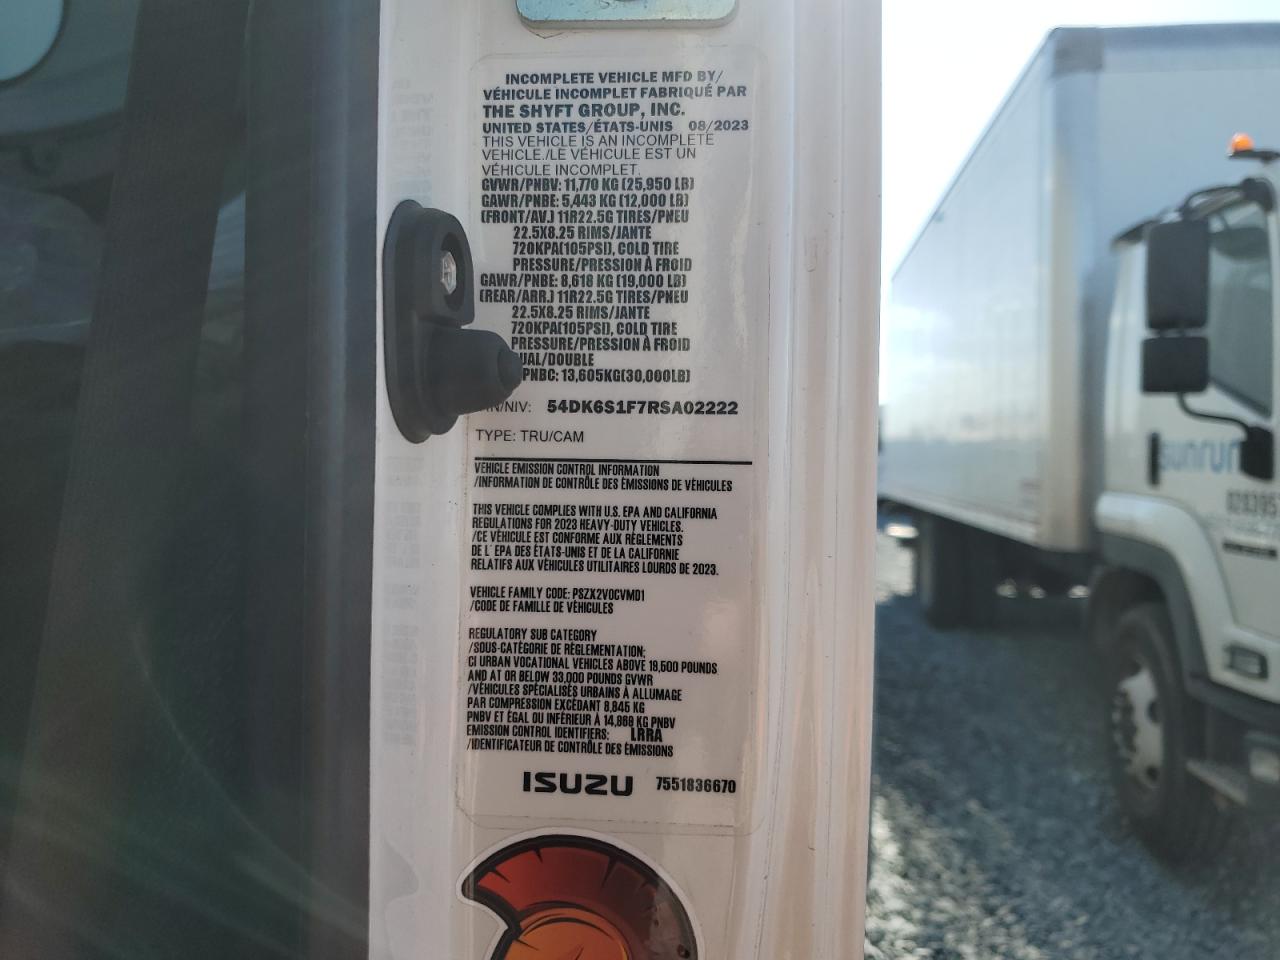 INCOMPLETE VEHICLE MFD BY/
VÉHICULE INCOMPLET FABRIQUÉ PAR
THE SHYFT GROUP, INC.
UNITED STATES/ÉTATS-UNIS 08/2023
THIS VEHICLE IS AN INCOMPLETE
VEHICLE./LE VÉHICULE EST UN
VÉHICULE INCOMPLET.
GVWR/PNBV: 11,770 KG (25,950 LB)
GAWR/PNBE: 5,443 KG (12,000 LB)
(FRONT/AV.) 11R22.5G TIRES/PNEU
22.5X8.25 RIMS/JANTE
720KPA(105PSI), COLD TIRE
PRESSURE/PRESSION À FROID
GAWR/PNBE: 8,618 KG (19,000 LB)
(REAR/ARR.) 11R22.5G TIRES/PNEU
22.5X8.25 RIMS/JANTE
720KPA(105PSI), COLD TIRE
PRESSURE/PRESSION À FROID
UAL/DOUBLE
PNBC: 13,605KG(30,000LB)
N/NIV: 54DK6S1F7RSA02222
TYPE: TRU/CAM
VEHICLE EMISSION CONTROL INFORMATION
/INFORMATION DE CONTRÔLE DES ÉMISSIONS DE VÉHICULES
THIS VEHICLE COMPLIES WITH U.S. EPA AND CALIFORNIA
REGULATIONS FOR 2023 HEAVY-DUTY VEHICLES.
/CE VÉHICULE EST CONFORME AUX RÈGLEMENTS
DE L' EPA DES ÉTATS-UNIS ET DE LA CALIFORNIE
RELATIFS AUX VÉHICULES UTILITAIRES LOURDS DE 2023.
VEHICLE FAMILY CODE: PSZX2VOCVMD1
/CODE DE FAMILLE DE VÉHICULES
REGULATORY SUB CATEGORY
/SOUS-CATÉGORIE DE RÈGLEMENTATION:
CI URBAN VOCATIONAL VEHICLES ABOVE 19,500 POUNDS
AND AT OR BELOW 33,000 POUNDS GVWR
/VÉHICULES SPÉCIALISÉS URBAINS À ALLUMAGE
PAR COMPRESSION EXCÉDANT 8,845 KG
PNBV ET ÉGAL OU INFÉRIEUR À 14,968 KG PNBV
EMISSION CONTROL IDENTIFIERS: LRRA
/IDENTIFICATEUR DE CONTRÔLE DES ÉMISSIONS
ISUZU 7551836670
sunrun